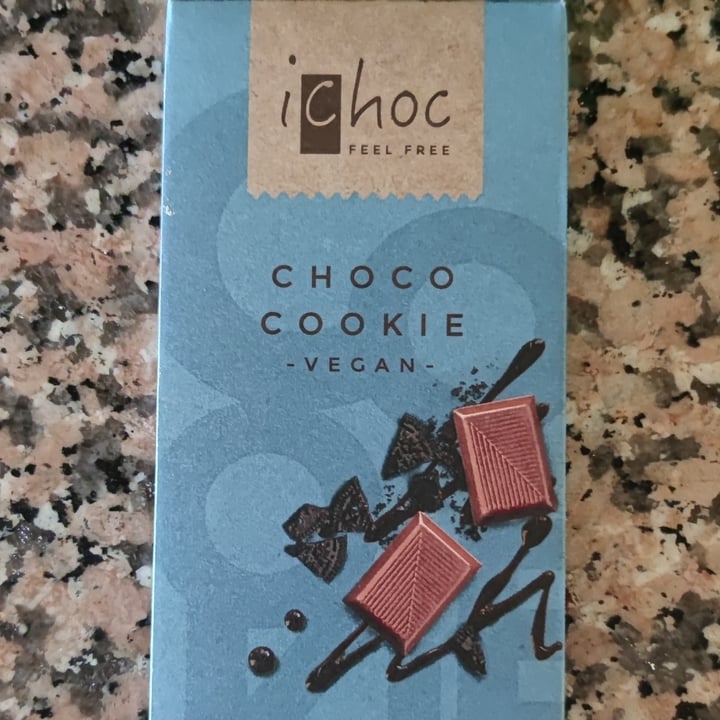 ichoc
FEEL FREE
CHOCO
COOKIE
-VEGAN-